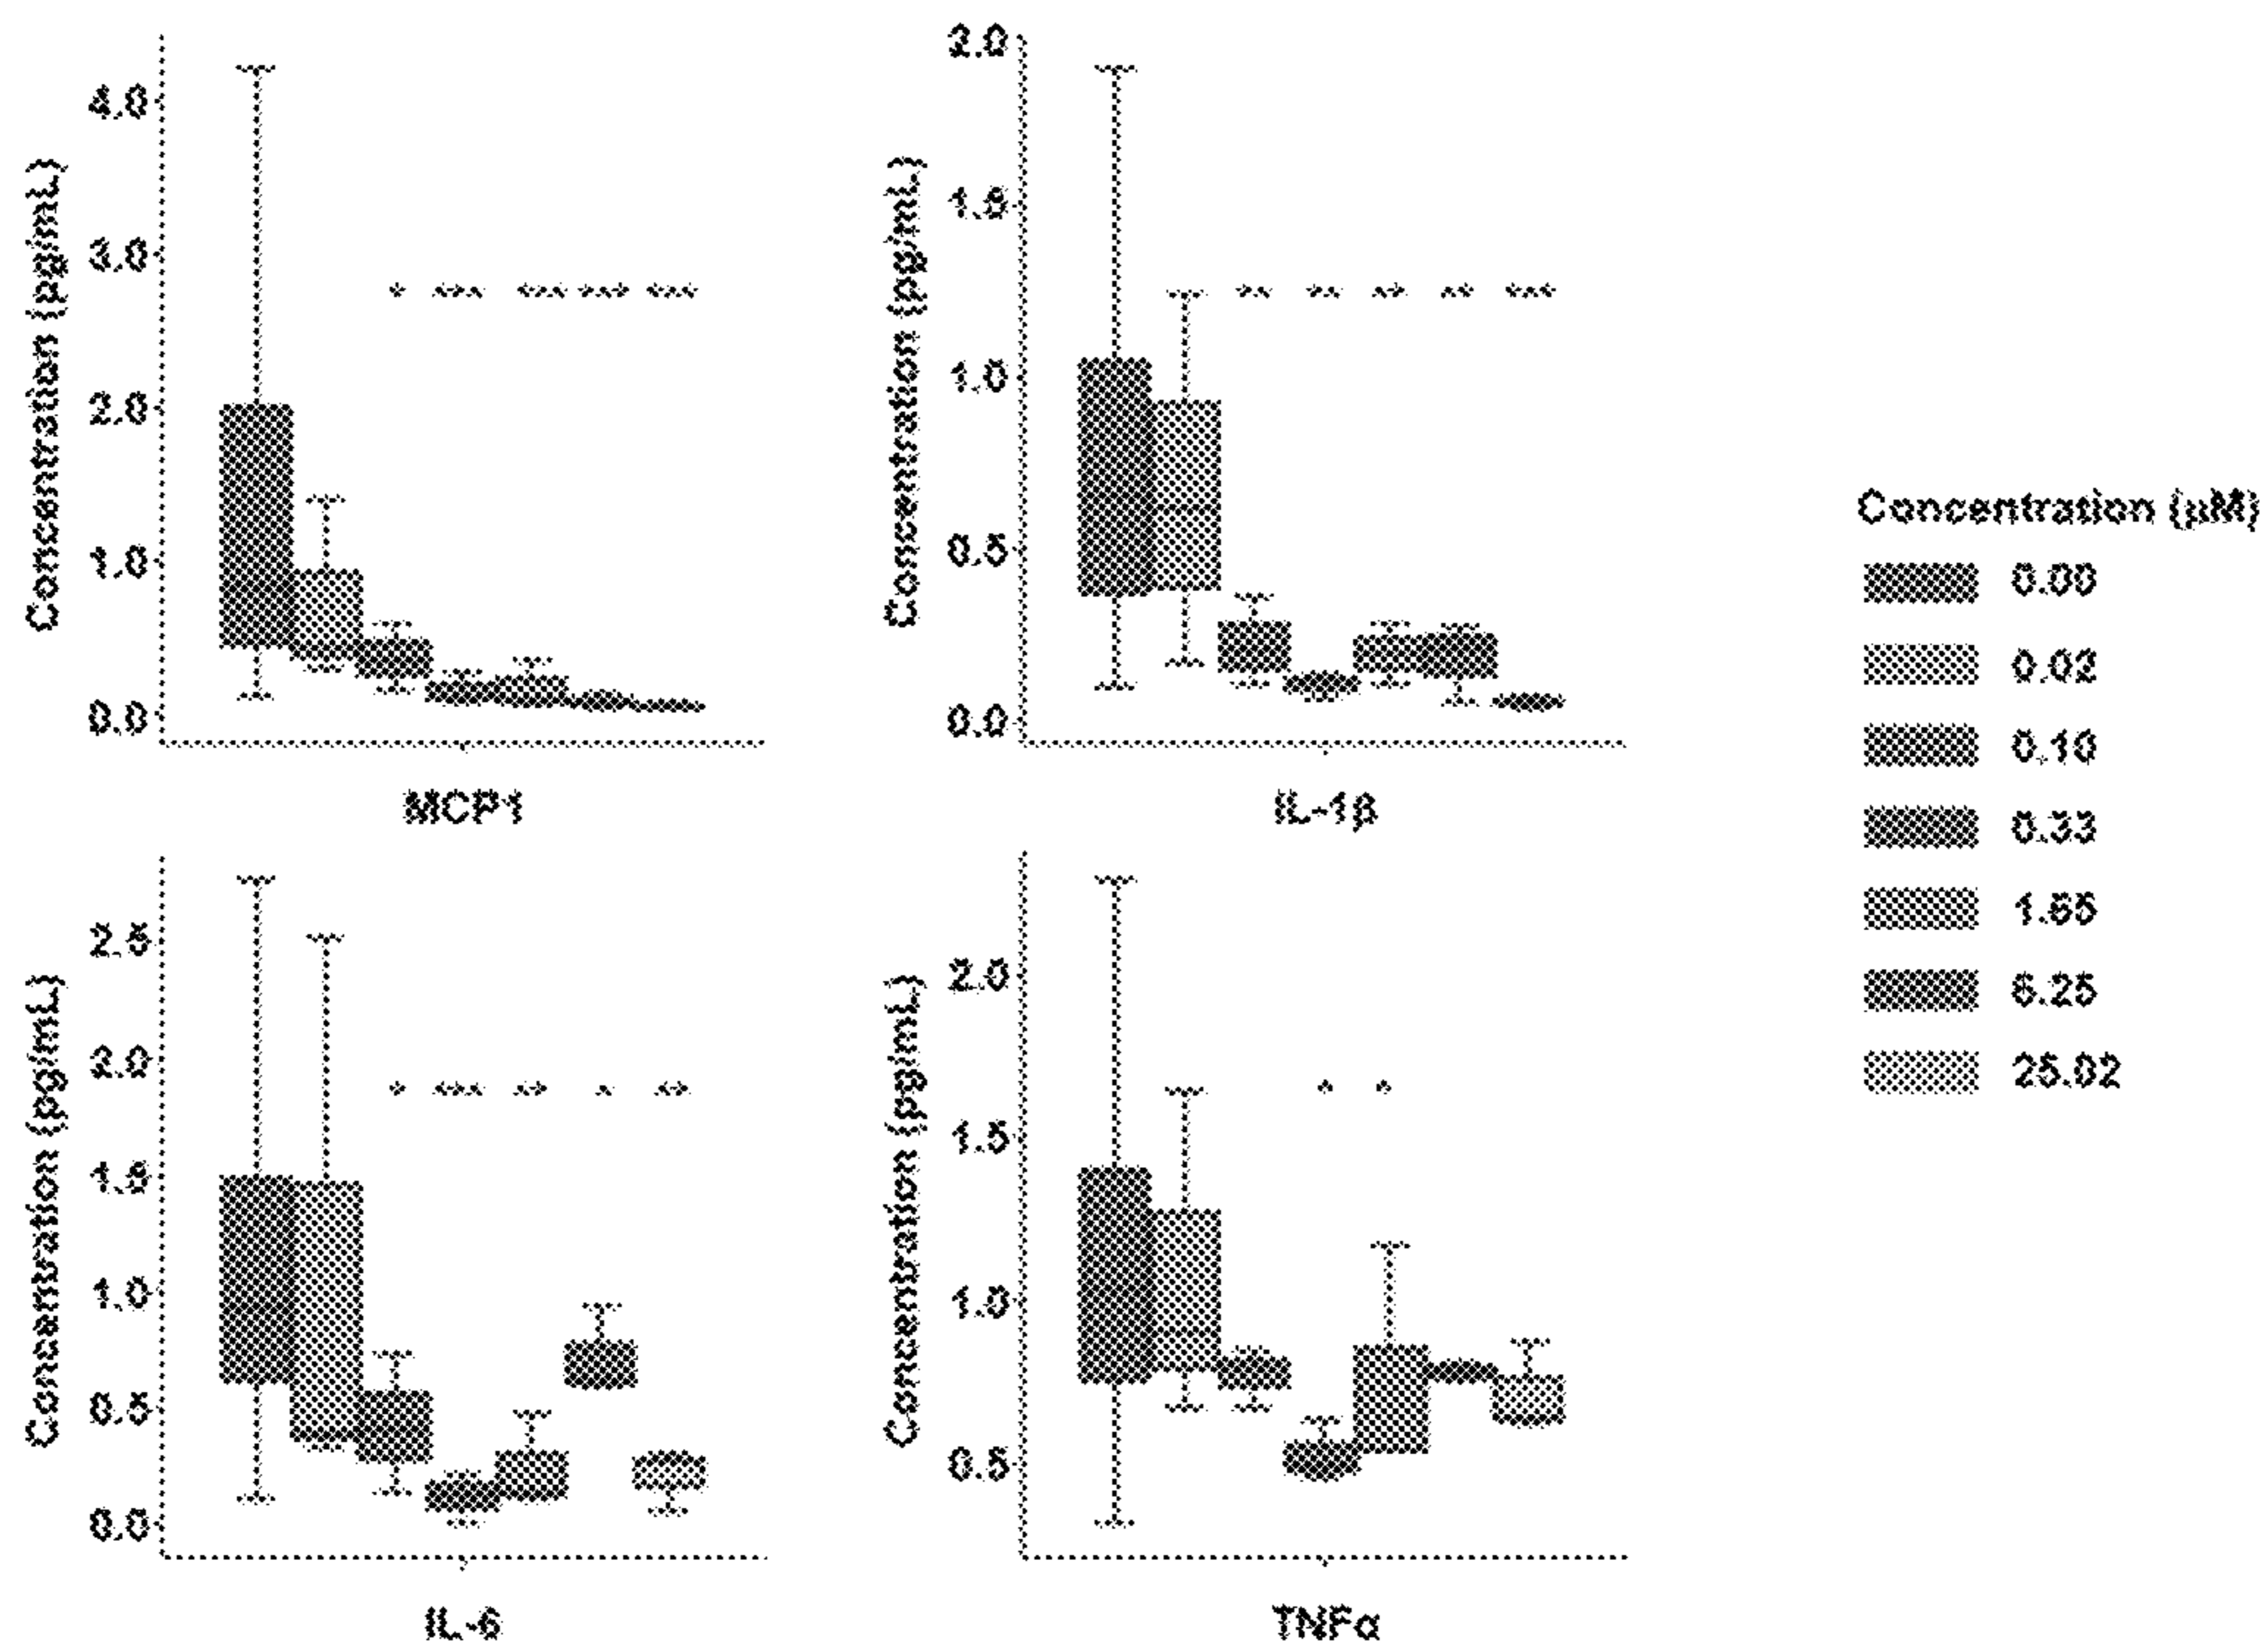 Concentration (pg/mL)
4.0
3.0
2.0
1.0
0.0
* *** *** *** ***
MCP1
Concentration (pg/mL)
2.0
1.5
1.0
0.5
0.0
** ** ** ** ***
IL-1β
Concentration (µM)
0.00
0.02
0.10
0.33
6.25
25.02
Concentration (pg/mL)
2.5
2.0
1.5
1.0
0.5
0.0
* *** ** * **
IL-6
Concentration (pg/mL)
2.0
1.5
1.0
0.5
* *
TNFα